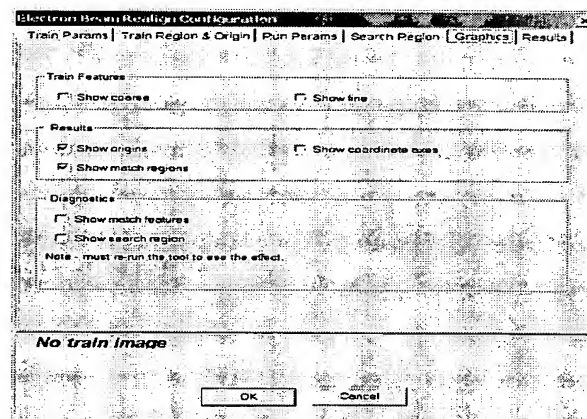 Electron Beam Realign Configuration
Train Params Train Region & Origin Run Params Search Region Graphics Results
Train Features
Show coarse Show fine
Results
Show origins Show coordinate axes
Show match regions
Diagnostics
Show match features
Show search region
Note - must re-run the tool to see the effect.
No train image
OK Cancel